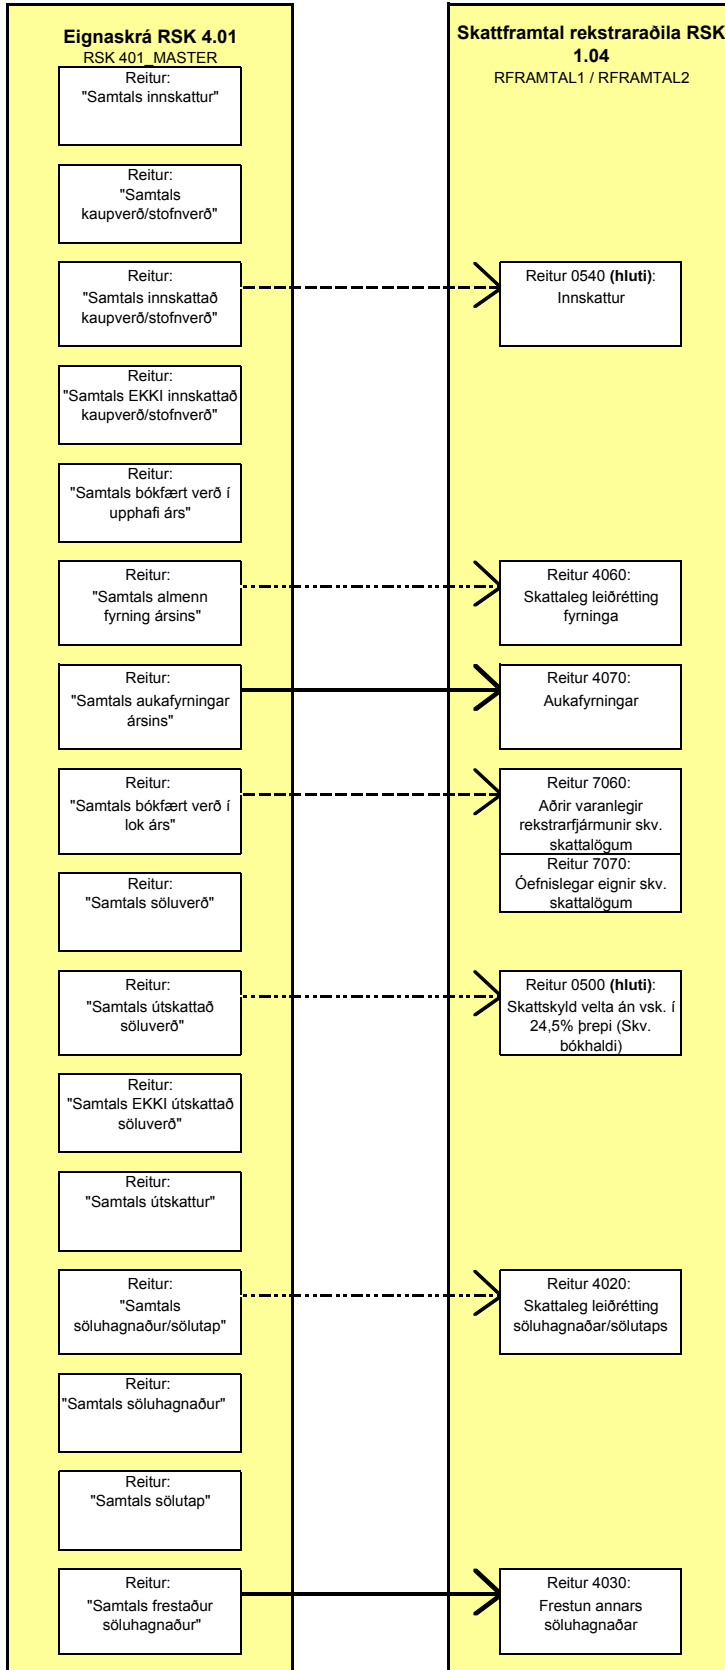 Eignaskrá RSK 4.01
RSK 401_MASTER
Skattframtal rekstraraðila RSK
1.04
RFRAMTAL1 / RFRAMTAL2
Reitur:
"Samtals innskattur"
Reitur:
"Samtals
kaupverð/stofnverð"
Reitur:
"Samtals innskattað
kaupverð/stofnverð"
Reitur 0540 (hluti):
Innskattur
Reitur:
"Samtals EKKI innskattað
kaupverð/stofnverð"
Reitur:
"Samtals bókfært verð í
upphafi árs"
Reitur:
"Samtals almenn
fyrning ársins"
Reitur 4060:
Skattaleg leiðrétting
fyrninga
Reitur:
"Samtals aukafyrningar
ársins"
Reitur 4070:
Aukafyrningar
Reitur:
"Samtals bókfært verð í
lok árs"
Reitur 7060:
Aðrir varanlegir
rekstrarfjármunir skv.
skattalögum
Reitur 7070:
Óefnislegar eignir skv.
skattalögum
Reitur:
"Samtals söluverð"
Reitur:
"Samtals útskattað
söluverð"
Reitur 0500 (hluti):
Skattskyld velta án vsk. í
24,5% þrepi (Skv.
bókhaldi)
Reitur:
"Samtals EKKI útskattað
söluverð"
Reitur:
"Samtals útskattur"
Reitur:
"Samtals
söluhagnaður/sölutap"
Reitur 4020:
Skattaleg leiðrétting
söluhagnaðar/sölutaps
Reitur:
"Samtals söluhagnaður"
Reitur:
"Samtals sölutap"
Reitur:
"Samtals frestaður
söluhagnaður"
Reitur 4030:
Frestun annars
söluhagnaðar